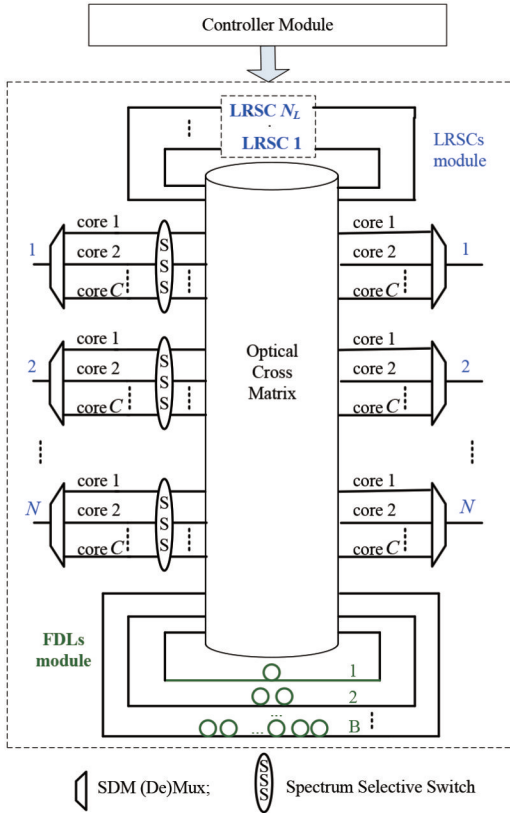 Controller Module
LRSC N_L
LRSC 1
LRSCs
module
core 1
core 1
1
core 2
S S S
core 2
1
core C
core C
core 1
core 1
2
core 2
S S S
Optical
Cross
Matrix
core 2
2
core C
core C
core 1
core 1
N
core 2
S S S
core 2
N
core C
core C
FDLs
module
1
2
...
... B
SDM (De)Mux;
S S S
Spectrum Selective Switch